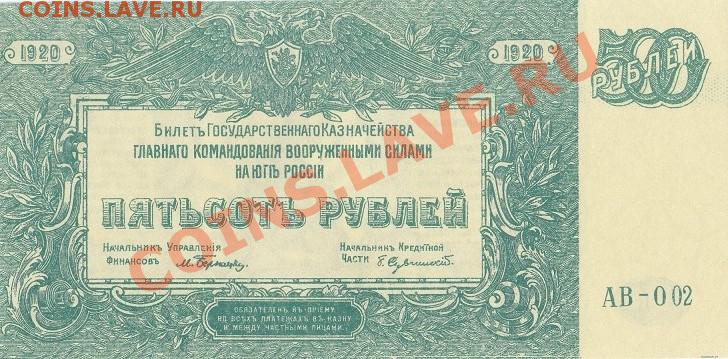 COINS.LAVE.RU
1920
1920
500
РУБЛЕЙ
БИЛЕТЪ ГОСУДАРСТВЕННАГО КАЗНАЧЕЙСТВА
ГЛАВНАГО КОМАНДОВАНІЯ ВООРУЖЕННЫМИ СИЛАМИ
НА ЮГѢ РОССІИ
ПЯТЬСОТЪ РУБЛЕЙ
НАЧАЛЬНИКЪ УПРАВЛЕНІЯ
ФИНАНСОВЪ
НАЧАЛЬНИКЪ КРЕДИТНОЙ
ЧАСТИ
ОБЯЗАТЕЛЕНЪ КЪ ПРІЕМУ
ВО ВСѢХЪ ПЛАТЕЖАХЪ ВЪ КАЗНУ
И МЕЖДУ ЧАСТНЫМИ ЛИЦАМИ.
АВ-002
COINS.LAVE.RU